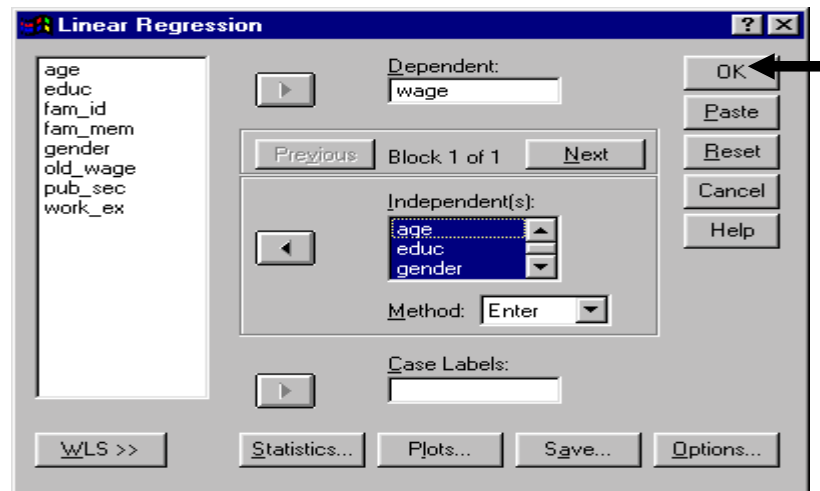 Linear Regression
age
educ
fam_id
fam_mem
gender
old_wage
pub_sec
work_ex
Dependent:
wage
Previous
Block 1 of 1
Next
Independent(s):
age
educ
gender
Method:
Enter
Case Labels:
OK
Paste
Reset
Cancel
Help
WLS >>
Statistics...
Plots...
Save...
Options...